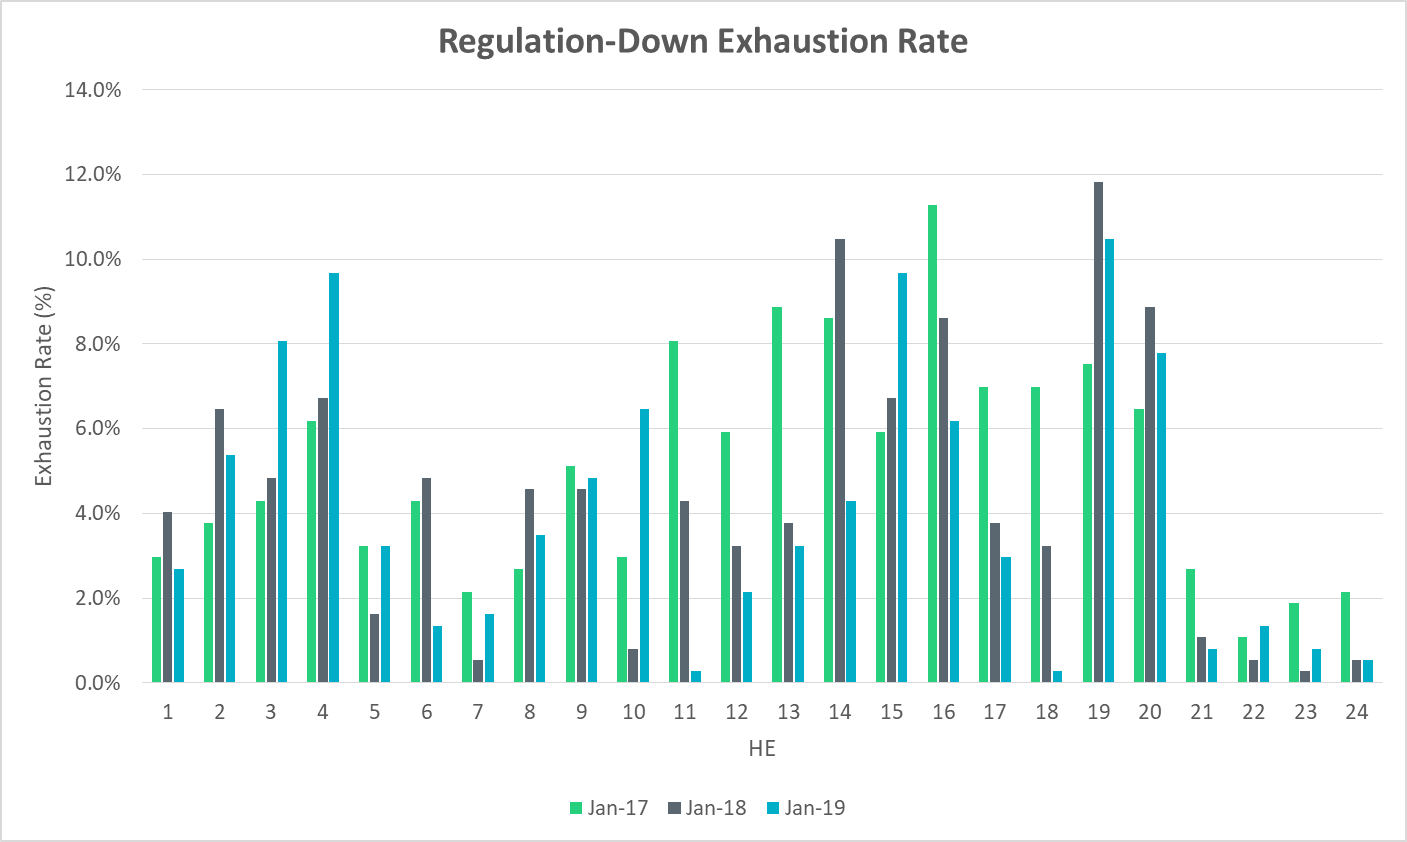 Regulation-Down Exhaustion Rate
14.0%
12.0%
10.0%
8.0%
6.0%
4.0%
2.0%
0.0%
Exhaustion Rate (%)
1 2 3 4 5 6 7 8 9 10 11 12 13 14 15 16 17 18 19 20 21 22 23 24
HE
Jan-17 Jan-18 Jan-19